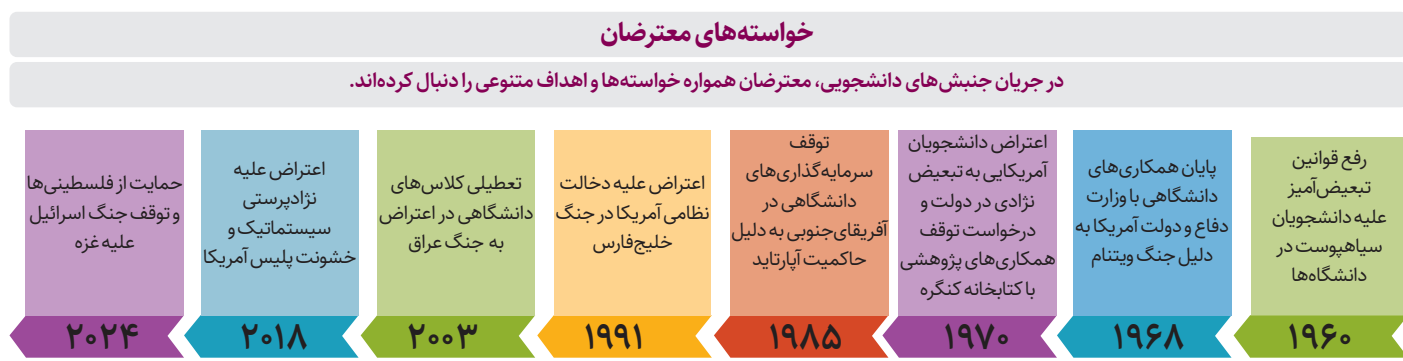 خواسته‌های معترضان
در جریان جنبش‌های دانشجویی، معترضان همواره خواسته‌ها و اهداف متنوعی را دنبال کرده‌اند.
رفع قوانین
تبعیض‌آمیز
علیه دانشجویان
سیاهپوست در
دانشگاه‌ها
۱۹۶۰
پایان همکاری‌های
دانشگاهی با وزارت
دفاع و دولت آمریکا به
دلیل جنگ ویتنام
۱۹۶۸
اعتراض دانشجویان
آمریکایی به تبعیض
نژادی در دولت و
درخواست توقف
همکاری‌های پژوهشی
با کتابخانه کنگره
۱۹۷۰
توقف
سرمایه‌گذاری‌های
دانشگاهی در
آفریقای‌جنوبی به دلیل
حاکمیت آپارتاید
۱۹۸۵
اعتراض علیه دخالت
نظامی آمریکا در جنگ
خلیج‌فارس
۱۹۹۱
تعطیلی کلاس‌های
دانشگاهی در اعتراض
به جنگ عراق
۲۰۰۳
اعتراض علیه
نژادپرستی
سیستماتیک و
خشونت پلیس آمریکا
۲۰۱۸
حمایت از فلسطینی‌ها
و توقف جنگ اسرائیل
علیه غزه
۲۰۲۴